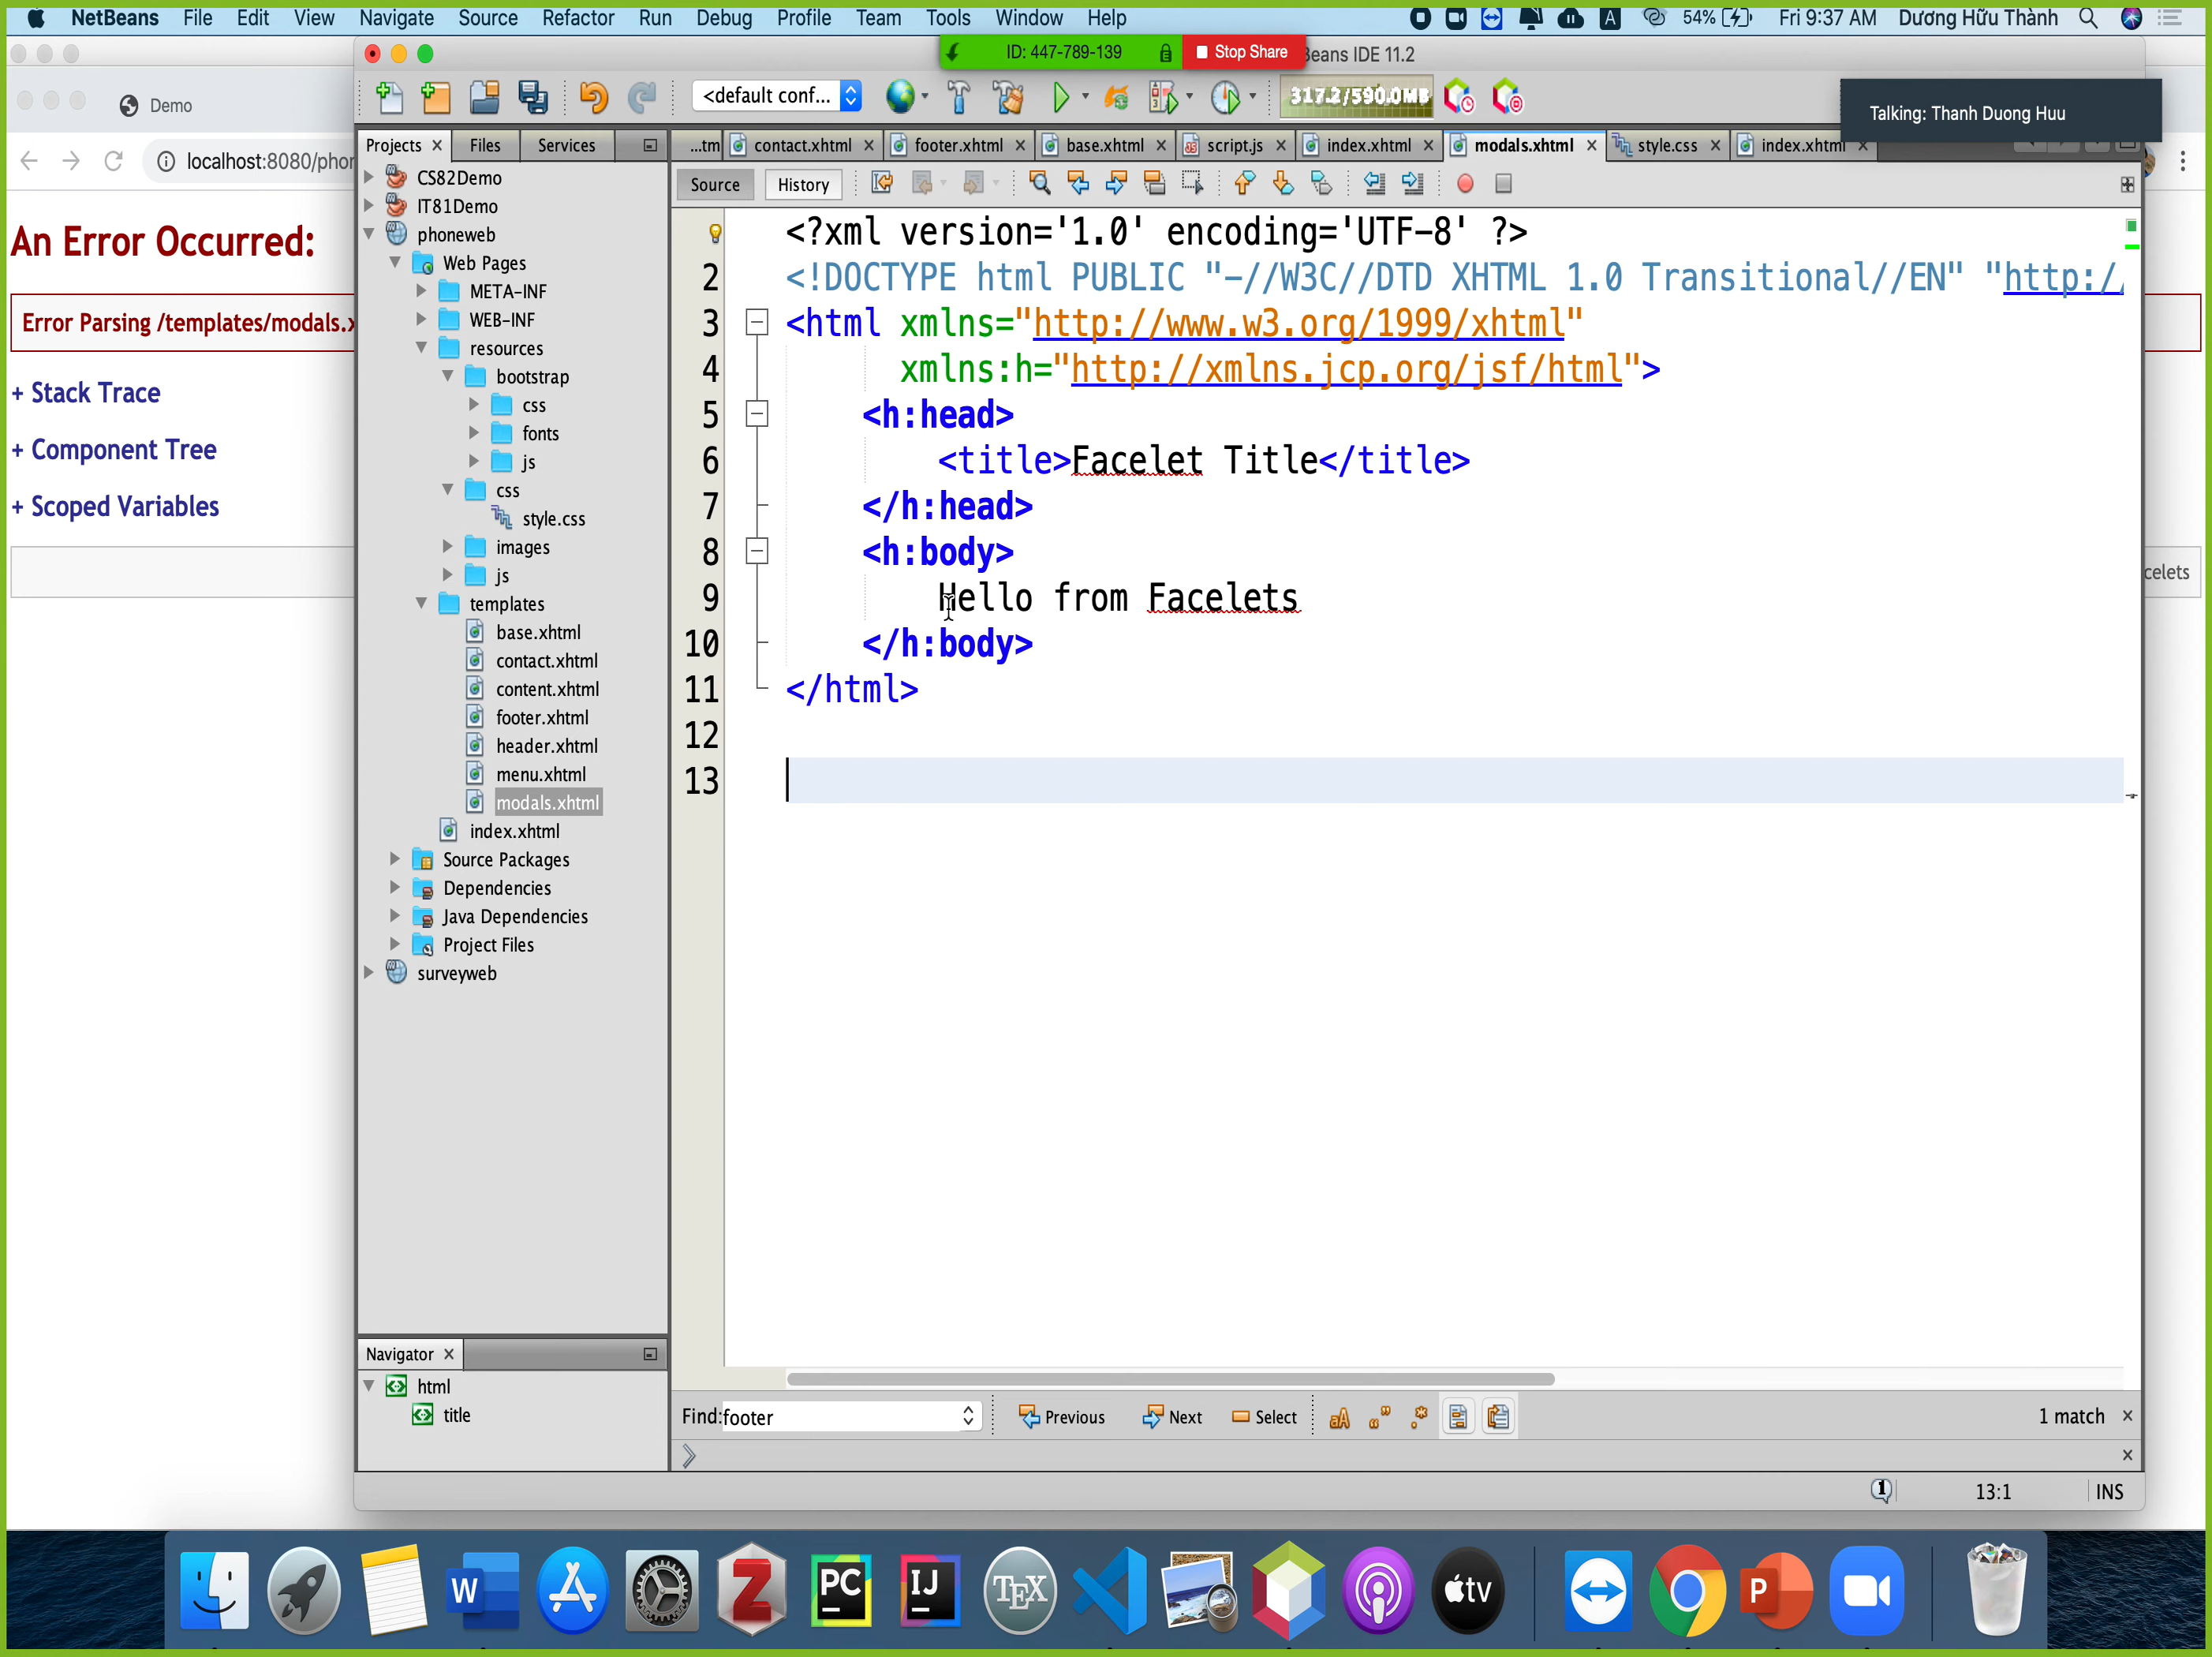 NetBeans File Edit View Navigate Source Refactor Run Debug Profile Team Tools Window Help
A 54% Fri 9:37 AM Dương Hữu Thành
ID: 447-789-139 Stop Share Beans IDE 11.2
Demo
localhost:8080/phor
An Error Occurred:
Error Parsing /templates/modals.x
+ Stack Trace
+ Component Tree
+ Scoped Variables
celets
<default conf...
317.2/590.0MB
Talking: Thanh Duong Huu
Projects Files Services
CS82Demo
IT81Demo
phoneweb
Web Pages
META-INF
WEB-INF
resources
bootstrap
css
fonts
js
css
style.css
images
js
templates
base.xhtml
contact.xhtml
content.xhtml
footer.xhtml
header.xhtml
menu.xhtml
modals.xhtml
index.xhtml
Source Packages
Dependencies
Java Dependencies
Project Files
surveyweb
Navigator
html
title
...tm contact.xhtml footer.xhtml base.xhtml script.js index.xhtml modals.xhtml style.css index.xhtml
Source History
<?xml version='1.0' encoding='UTF-8' ?>
2 <!DOCTYPE html PUBLIC "-//W3C//DTD XHTML 1.0 Transitional//EN" "http:/
3 <html xmlns="http://www.w3.org/1999/xhtml"
4 xmlns:h="http://xmlns.jcp.org/jsf/html">
5 <h:head>
6 <title>Facelet Title</title>
7 </h:head>
8 <h:body>
9 Hello from Facelets
10 </h:body>
11 </html>
12
13
Find: footer Previous Next Select 1 match
1 13:1 INS
W PC IJ TEX tv P